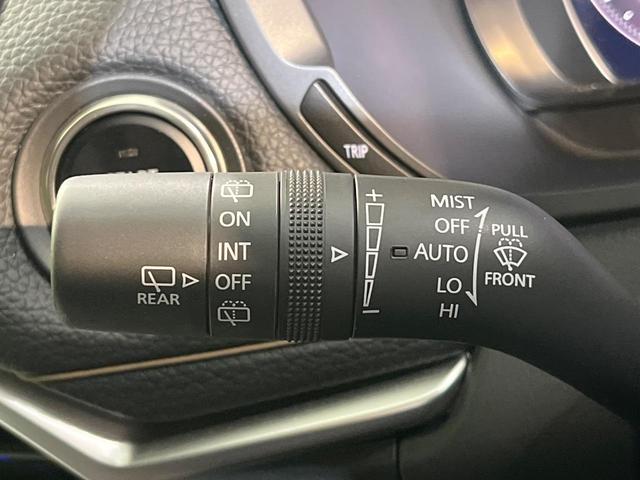 TRIP
ON
INT
OFF
REAR
MIST
OFF
AUTO
LO
HI
PULL
FRONT